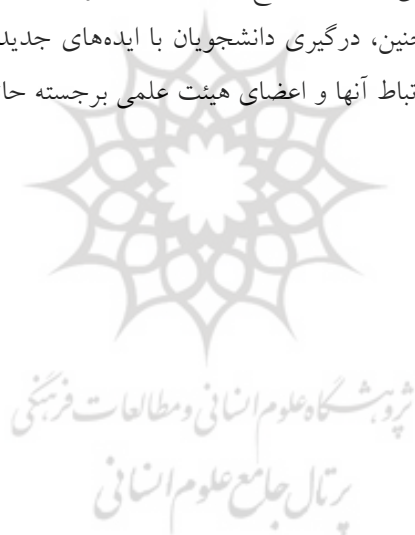 نین، درگیری دانشجویان با ایده‌های جدید
تباط آنها و اعضای هیئت علمی برجسته حا
پژوهشگاه علوم انسانی و مطالعات فرهنگی
پرتال جامع علوم انسانی